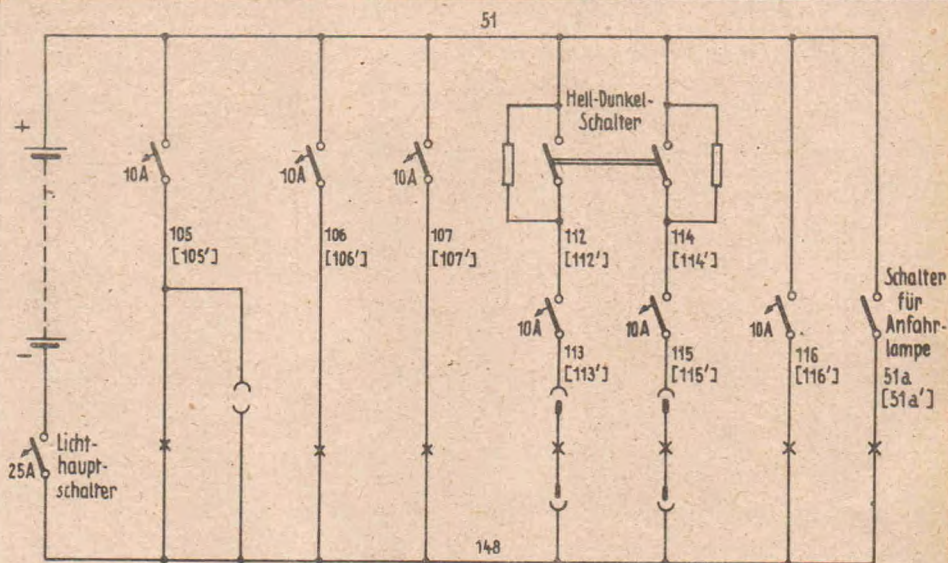 51
+
Hell-Dunkel-
Schalter
10A
10A
10A
105
[105']
106
[106']
107
[107']
112
[112']
114
[114']
Schalter
für
Anfahr-
lampe
10A
10A
10A
113
[113']
115
[115']
116
[116']
51a
[51a']
-
25A
Licht-
haupt-
schalter
148